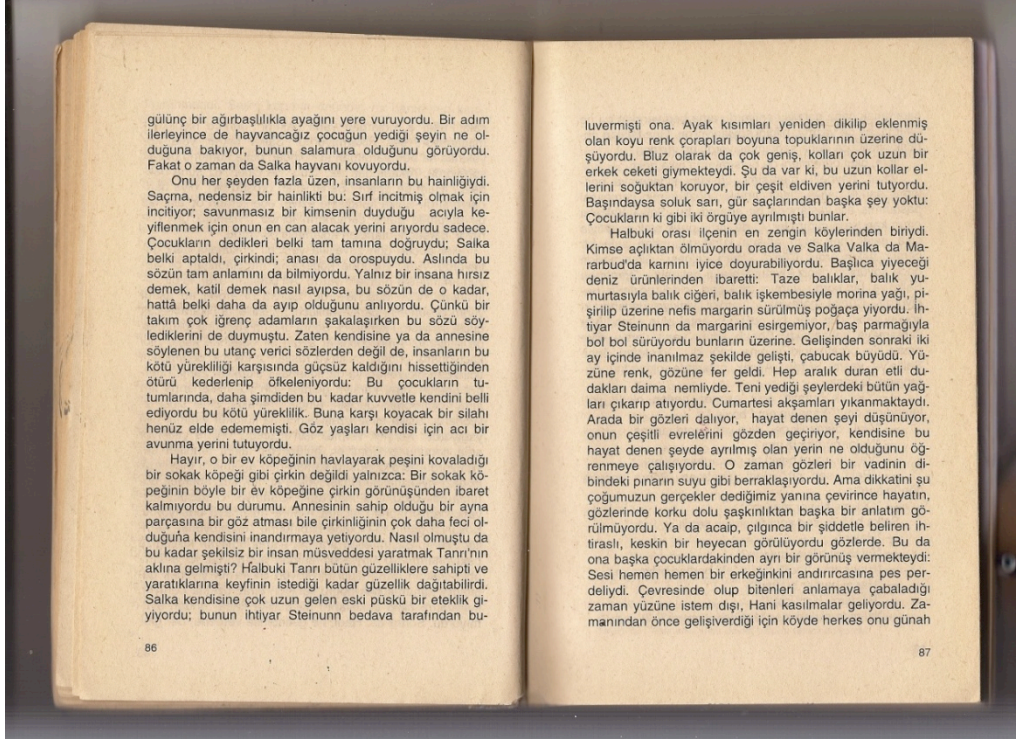 gülünç bir ağırbaşlılıkla ayağını yere vuruyordu. Bir adım
ilerleyince de hayvancağız çocuğun yediği şeyin ne ol-
duğuna bakıyor, bunun salamura olduğunu görüyordu.
Fakat o zaman da Salka hayvanı kovuyordu.
Onu her şeyden fazla üzen, insanların bu hainliğiydi.
Saçma, nedensiz bir hainlikti bu: Sırf incitmiş olmak için
incitiyor; savunmasız bir kimsenin duyduğu acıyla ke-
yiflenmek için onun en can alacak yerini arıyordu sadece.
Çocukların dedikleri belki tam tamına doğruydu; Salka
belki aptaldı, çirkindi; anası da orospuydu. Aslında bu
sözün tam anlamını da bilmiyordu. Yalnız bir insana hırsız
demek, katil demek nasıl ayıpsa, bu sözün de o kadar,
hattâ belki daha da ayıp olduğunu anlıyordu. Çünkü bir
takım çok iğrenç adamların şakalaşırken bu sözü söy-
lediklerini de duymuştu. Zaten kendisine ya da annesine
söylenen bu utanç verici sözlerden değil de, insanların bu
kötü yürekliliği karşısında güçsüz kaldığını hissettiğinden
ötürü kederlenip öfkeleniyordu: Bu çocukların tu-
tumlarında, daha şimdiden bu kadar kuvvetle kendini belli
ediyordu bu kötü yüreklilik. Buna karşı koyacak bir silahı
henüz elde edememişti. Göz yaşları kendisi için acı bir
avunma yerini tutuyordu.
Hayır, o bir ev köpeğinin havlayarak peşini kovaladığı
bir sokak köpeği gibi çirkin değildi yalnızca: Bir sokak kö-
peğinin böyle bir ev köpeğine çirkin görünüşünden ibaret
kalmıyordu bu durumu. Annesinin sahip olduğu bir ayna
parçasına bir göz atması bile çirkinliğinin çok daha feci ol-
duğuna kendisini inandırmaya yetiyordu. Nasıl olmuştu da
bu kadar şekilsiz bir insan müsveddesi yaratmak Tanrı'nın
aklına gelmişti? Halbuki Tanrı bütün güzelliklere sahipti ve
yaratıklarına keyfinin istediği kadar güzellik dağıtabilirdi.
Salka kendisine çok uzun gelen eski püskü bir eteklik gi-
yiyordu; bunun ihtiyar Steinunn bedava tarafından bu-
86
luvermişti ona. Ayak kısımları yeniden dikilip eklenmiş
olan koyu renk çorapları boyuna topuklarının üzerine dü-
şüyordu. Bluz olarak da çok geniş, kolları çok uzun bir
erkek ceketi giymekteydi. Şu da var ki, bu uzun kollar el-
lerini soğuktan koruyor, bir çeşit eldiven yerini tutuyordu.
Başındaysa soluk sarı, gür saçlarından başka şey yoktu:
Çocukların ki gibi iki örgüye ayrılmıştı bunlar.
Halbuki orası ilçenin en zengin köylerinden biriydi.
Kimse açlıktan ölmüyordu orada ve Salka Valka da Ma-
rarbud'da karnını iyice doyurabiliyordu. Başlıca yiyeceği
deniz ürünlerinden ibaretti: Taze balıklar, balık yu-
murtasıyla balık ciğeri, balık işkembesiyle morina yağı, pi-
şirilip üzerine nefis margarin sürülmüş poğaça yiyordu. İh-
tiyar Steinunn da margarini esirgemiyor, baş parmağıyla
bol bol sürüyordu bunların üzerine. Gelişinden sonraki iki
ay içinde inanılmaz şekilde gelişti, çabucak büyüdü. Yü-
züne renk, gözüne fer geldi. Hep aralık duran etli du-
dakları daima nemliyde. Teni yediği şeylerdeki bütün yağ-
ları çıkarıp atıyordu. Cumartesi akşamları yıkanmaktaydı.
Arada bir gözleri dalıyor, hayat denen şeyi düşünüyor,
onun çeşitli evrelerini gözden geçiriyor, kendisine bu
hayat denen şeyde ayrılmış olan yerin ne olduğunu öğ-
renmeye çalışıyordu. O zaman gözleri bir vadinin di-
bindeki pınarın suyu gibi berraklaşıyordu. Ama dikkatini şu
çoğumuzun gerçekler dediğimiz yanına çevirince hayatın,
gözlerinde korku dolu şaşkınlıktan başka bir anlatım gö-
rülmüyordu. Ya da acaip, çılgınca bir şiddetle beliren ih-
tiraslı, keskin bir heyecan görülüyordu gözlerde. Bu da
ona başka çocuklardakinden ayrı bir görünüş vermekteydi:
Sesi hemen hemen bir erkeğinkini andırırcasına pes per-
deliydi. Çevresinde olup bitenleri anlamaya çabaladığı
zaman yüzüne istem dışı, Hani kasılmalar geliyordu. Za-
manından önce gelişiverdiği için köyde herkes onu günah
87